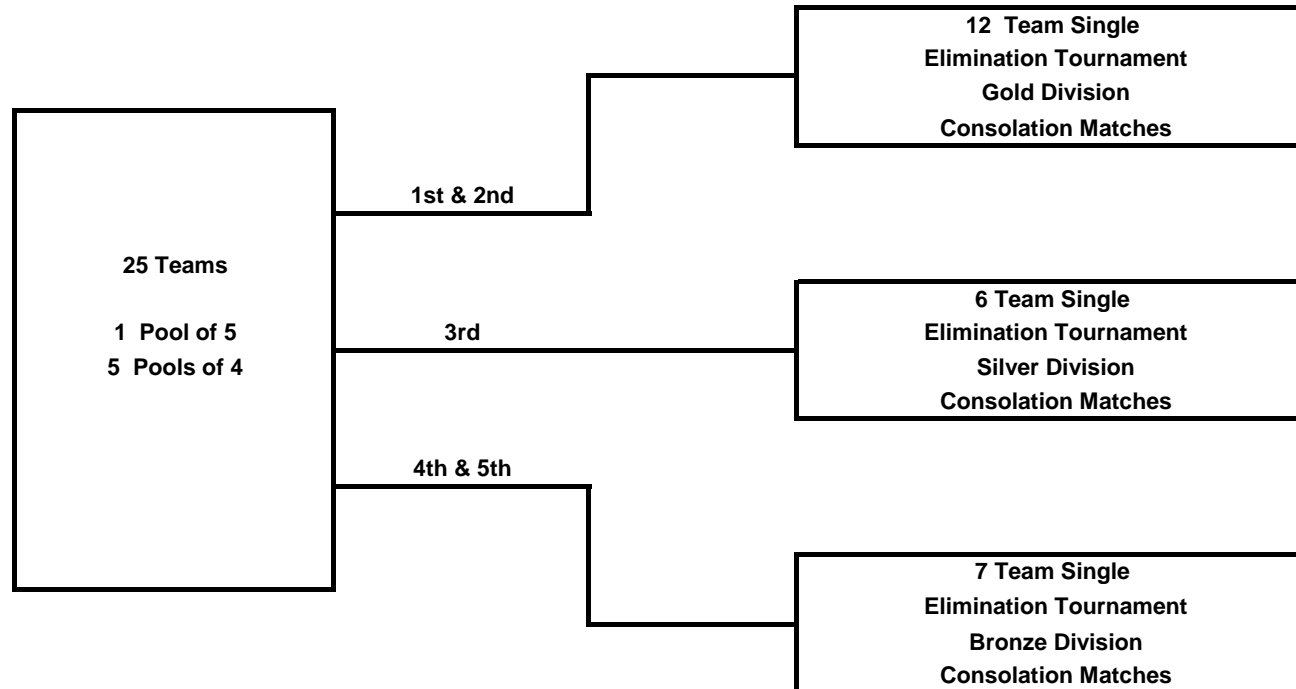 25 Teams
1 Pool of 5
5 Pools of 4
1st & 2nd
3rd
4th & 5th
12 Team Single
Elimination Tournament
Gold Division
Consolation Matches
6 Team Single
Elimination Tournament
Silver Division
Consolation Matches
7 Team Single
Elimination Tournament
Bronze Division
Consolation Matches